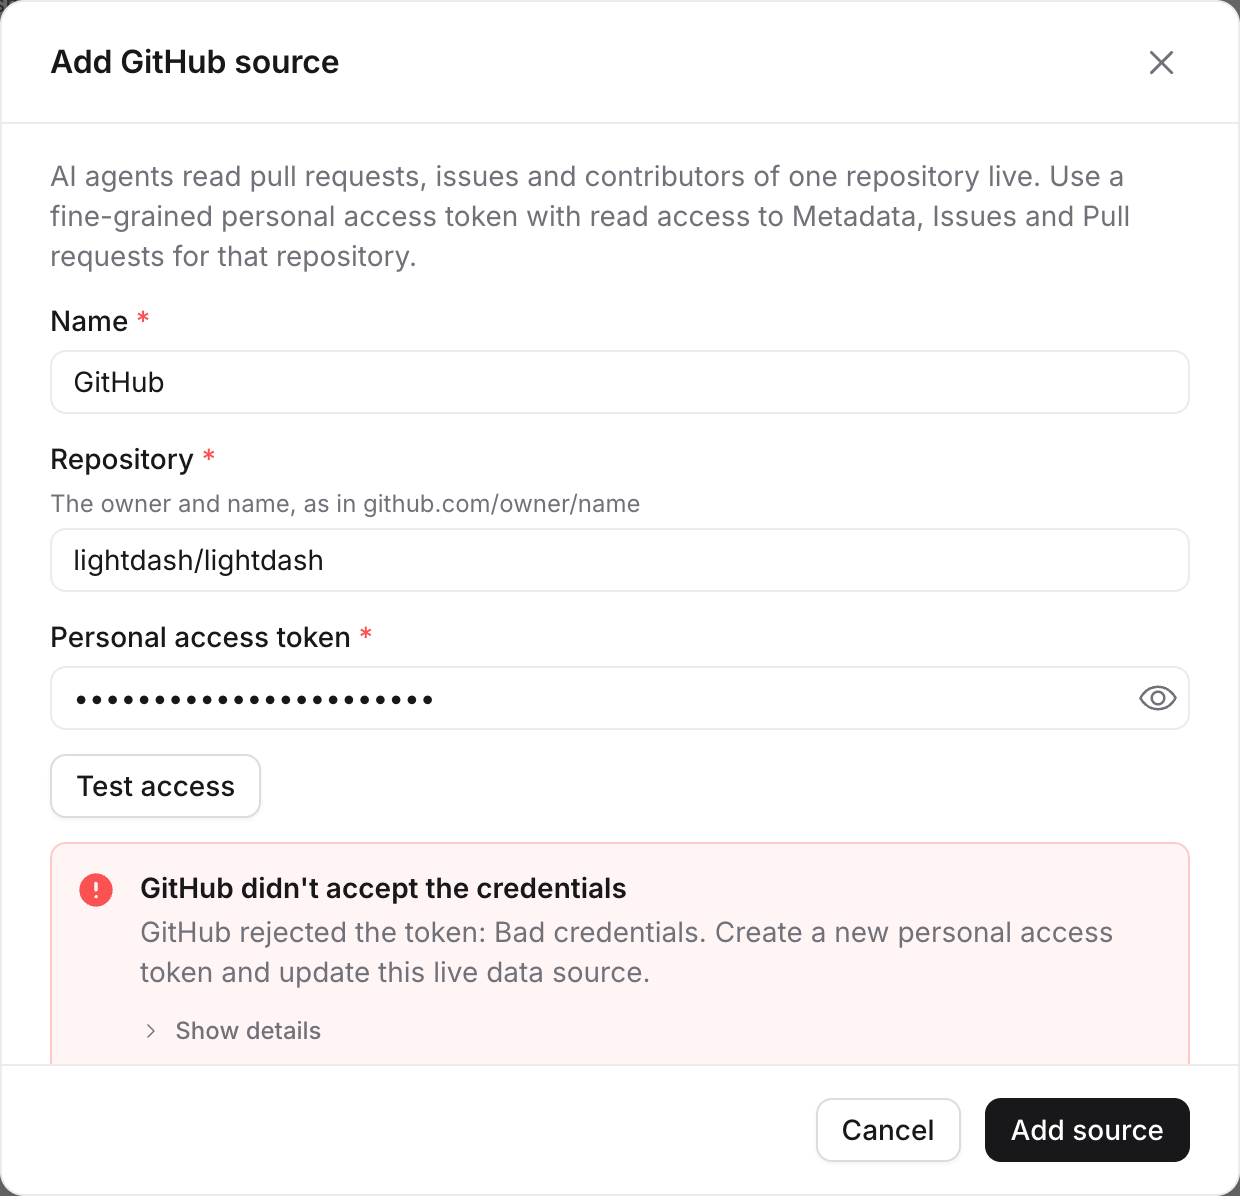 Add GitHub source
AI agents read pull requests, issues and contributors of one repository live. Use a
fine-grained personal access token with read access to Metadata, Issues and Pull
requests for that repository.
Name *
GitHub
Repository *
The owner and name, as in github.com/owner/name
lightdash/lightdash
Personal access token *
•••••••••••••••••••••••
Test access
GitHub didn't accept the credentials
GitHub rejected the token: Bad credentials. Create a new personal access
token and update this live data source.
Show details
Cancel
Add source